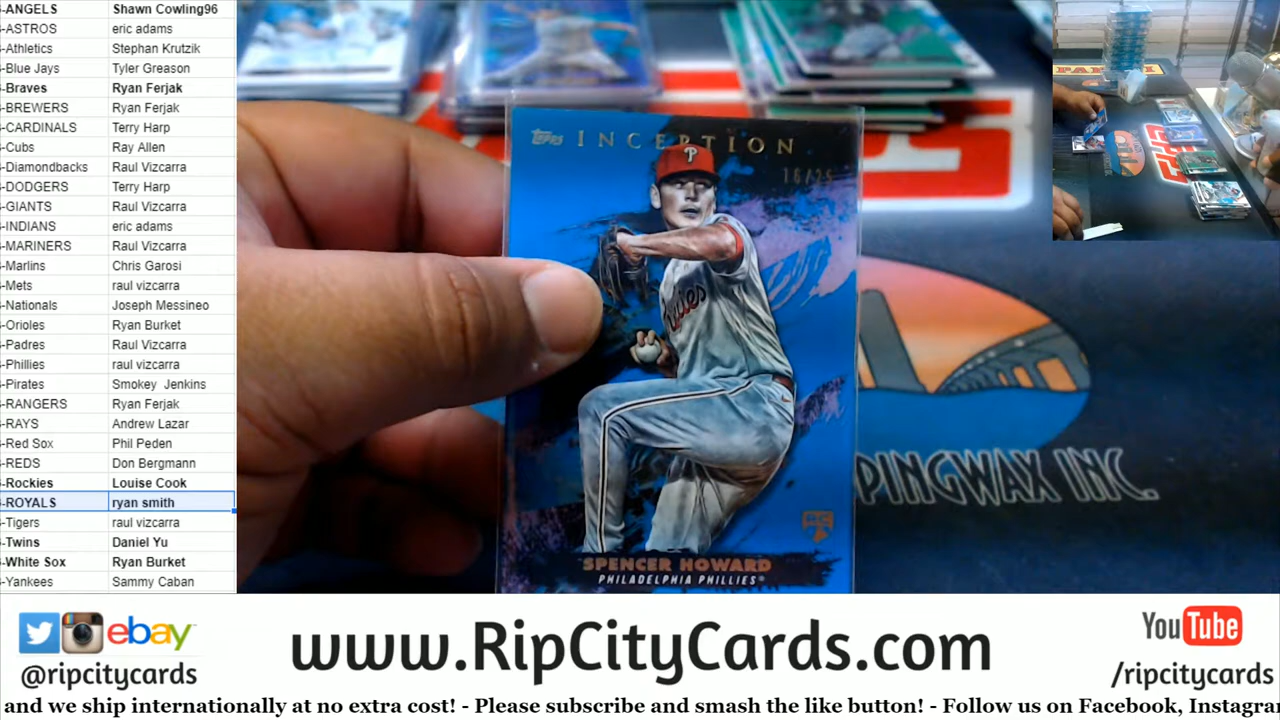 -ANGELS Shawn Cowling96
-ASTROS eric adams
-Athletics Stephan Krutzik
-Blue Jays Tyler Greason
-Braves Ryan Ferjak
-BREWERS Ryan Ferjak
-CARDINALS Terry Harp
-Cubs Ray Allen
-Diamondbacks Raul Vizcarra
-DODGERS Terry Harp
-GIANTS Raul Vizcarra
-INDIANS eric adams
-MARINERS Raul Vizcarra
-Marlins Chris Garosi
-Mets raul vizcarra
-Nationals Joseph Messineo
-Orioles Ryan Burket
-Padres Raul Vizcarra
-Phillies raul vizcarra
-Pirates Smokey Jenkins
-RANGERS Ryan Ferjak
-RAYS Andrew Lazar
-Red Sox Phil Peden
-REDS Don Bergmann
-Rockies Louise Cook
-ROYALS ryan smith
-Tigers raul vizcarra
-Twins Daniel Yu
-White Sox Ryan Burket
-Yankees Sammy Caban
TOPPS INCEPTION
P
16/25
Phillies
RC
SPENCER HOWARD
PHILADELPHIA PHILLIES®
PINGWAX INC.
PANINI
ebay
@ripcitycards
www.RipCityCards.com
YouTube
/ripcitycards
and we ship internationally at no extra cost! - Please subscribe and smash the like button! - Follow us on Facebook, Instagra